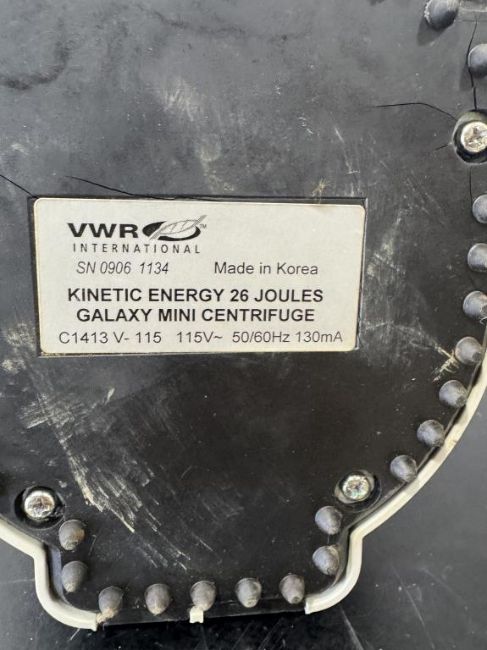 VWR™
INTERNATIONAL
SN 0906 1134 Made in Korea
KINETIC ENERGY 26 JOULES
GALAXY MINI CENTRIFUGE
C1413 V- 115 115V~ 50/60Hz 130mA